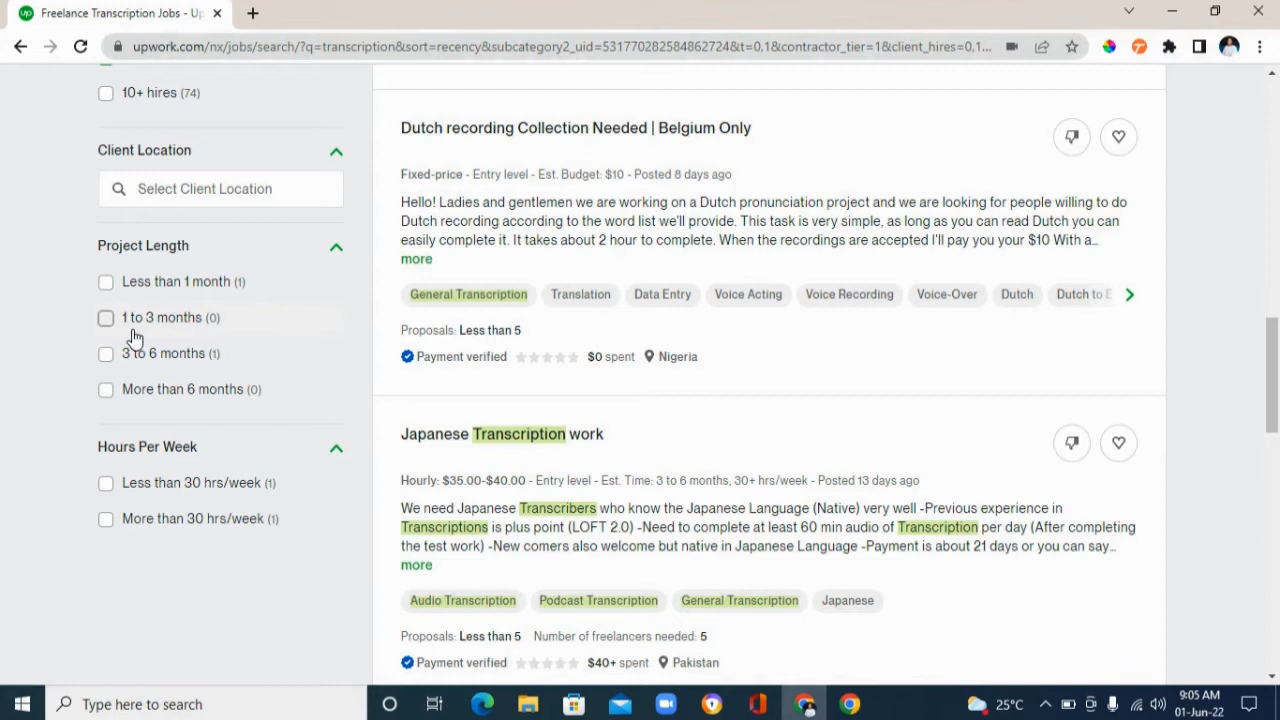 Freelance Transcription Jobs - Up
upwork.com/nx/jobs/search/?q=transcription&sort=recency&subcategory2_uid=531770282584862724&t=0,1&contractor_tier=1&client_hires=0,1...
10+ hires (74)
Client Location
Select Client Location
Project Length
Less than 1 month (1)
1 to 3 months (0)
3 to 6 months (1)
More than 6 months (0)
Hours Per Week
Less than 30 hrs/week (1)
More than 30 hrs/week (1)
Dutch recording Collection Needed | Belgium Only
Fixed-price - Entry level - Est. Budget: $10 - Posted 8 days ago
Hello! Ladies and gentlemen we are working on a Dutch pronunciation project and we are looking for people willing to do
Dutch recording according to the word list we'll provide. This task is very simple, as long as you can read Dutch you can
easily complete it. It takes about 2 hour to complete. When the recordings are accepted I'll pay you your $10 With a...
more
General Transcription Translation Data Entry Voice Acting Voice Recording Voice-Over Dutch Dutch to E
Proposals: Less than 5
Payment verified $0 spent Nigeria
Japanese Transcription work
Hourly: $35.00-$40.00 - Entry level - Est. Time: 3 to 6 months, 30+ hrs/week - Posted 13 days ago
We need Japanese Transcribers who know the Japanese Language (Native) very well -Previous experience in
Transcriptions is plus point (LOFT 2.0) -Need to complete at least 60 min audio of Transcription per day (After completing
the test work) -New comers also welcome but native in Japanese Language -Payment is about 21 days or you can say...
more
Audio Transcription Podcast Transcription General Transcription Japanese
Proposals: Less than 5 Number of freelancers needed: 5
Payment verified $40+ spent Pakistan
Type here to search
25°C
9:05 AM
01-Jun-22